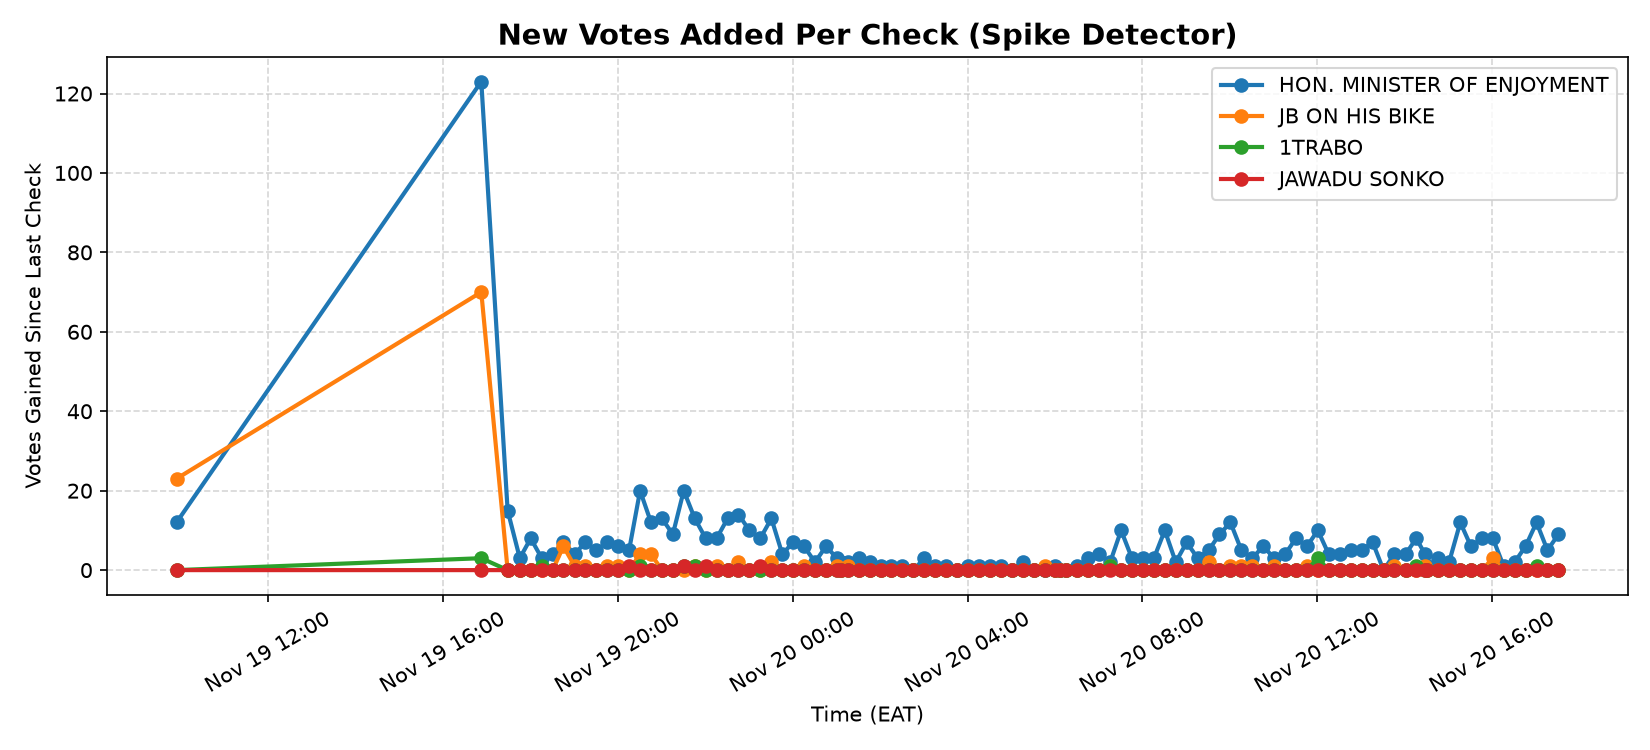 New Votes Added Per Check (Spike Detector)
HON. MINISTER OF ENJOYMENT
JB ON HIS BIKE
1TRABO
JAWADU SONKO
Votes Gained Since Last Check
120
100
80
60
40
20
0
Nov 19 12:00
Nov 19 16:00
Nov 19 20:00
Nov 20 00:00
Nov 20 04:00
Nov 20 08:00
Nov 20 12:00
Nov 20 16:00
Time (EAT)